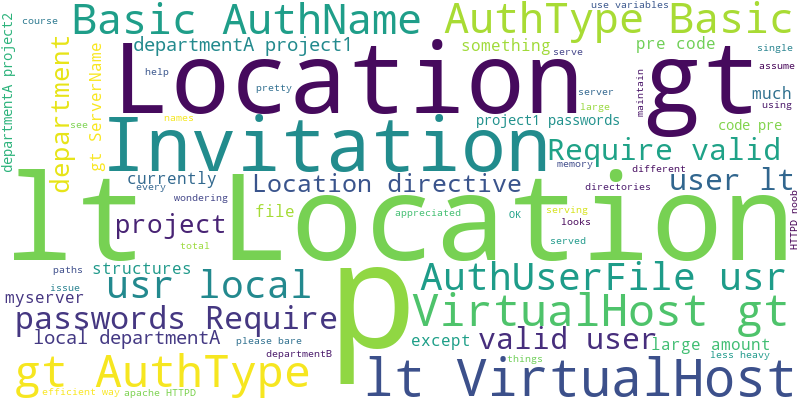 course
Basic AuthName
use variables
AuthType Basic
departmentA project1
something
pre code
single
serve
assume
help
Location gt
pretty
server
much
large
maintain
using
departmentA project2
department
gt ServerName
names
see
Invitation
project1 passwords
code pre
Require valid
memory
different
currently
Location directive
user lt
every
wondering
directories
HTTPD noob
lt Location
project
file
appreciated
OK
serving
looks
total
served
p
paths
structures
issue
usr local
AuthUserFile usr
myserver
VirtualHost gt
passwords Require
local departmentA
please bare
except
valid user
large amount
departmentB
less heavy
things
gt AuthType
lt VirtualHost
efficient way
apache HTTPD